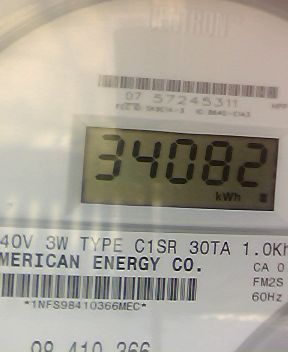 CENTRON
07 57245311
34082
kWh
40V 3W TYPE C1SR 30TA 1.0Kh
MERICAN ENERGY CO.
CA 0
FM2S
60Hz
*1NFS98410366MEC*
98 410 366